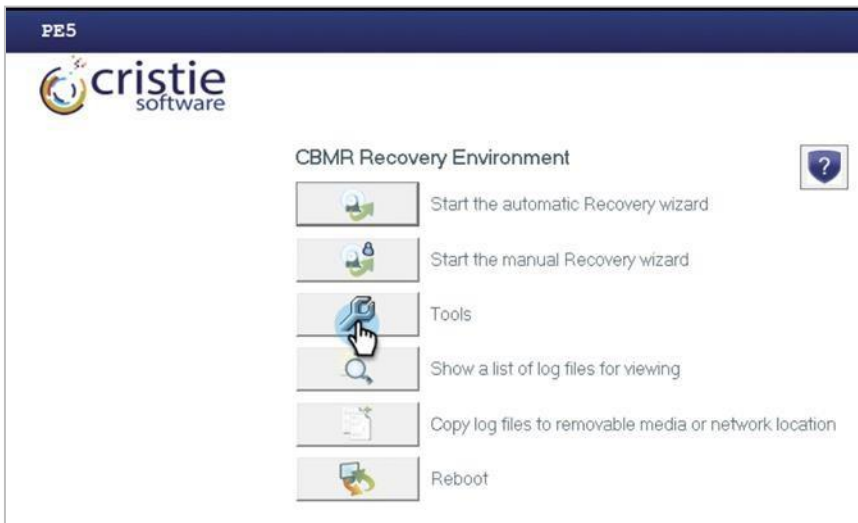 PE5
cristie
software
CBMR Recovery Environment
?
Start the automatic Recovery wizard
Start the manual Recovery wizard
Tools
Show a list of log files for viewing
Copy log files to removable media or network location
Reboot